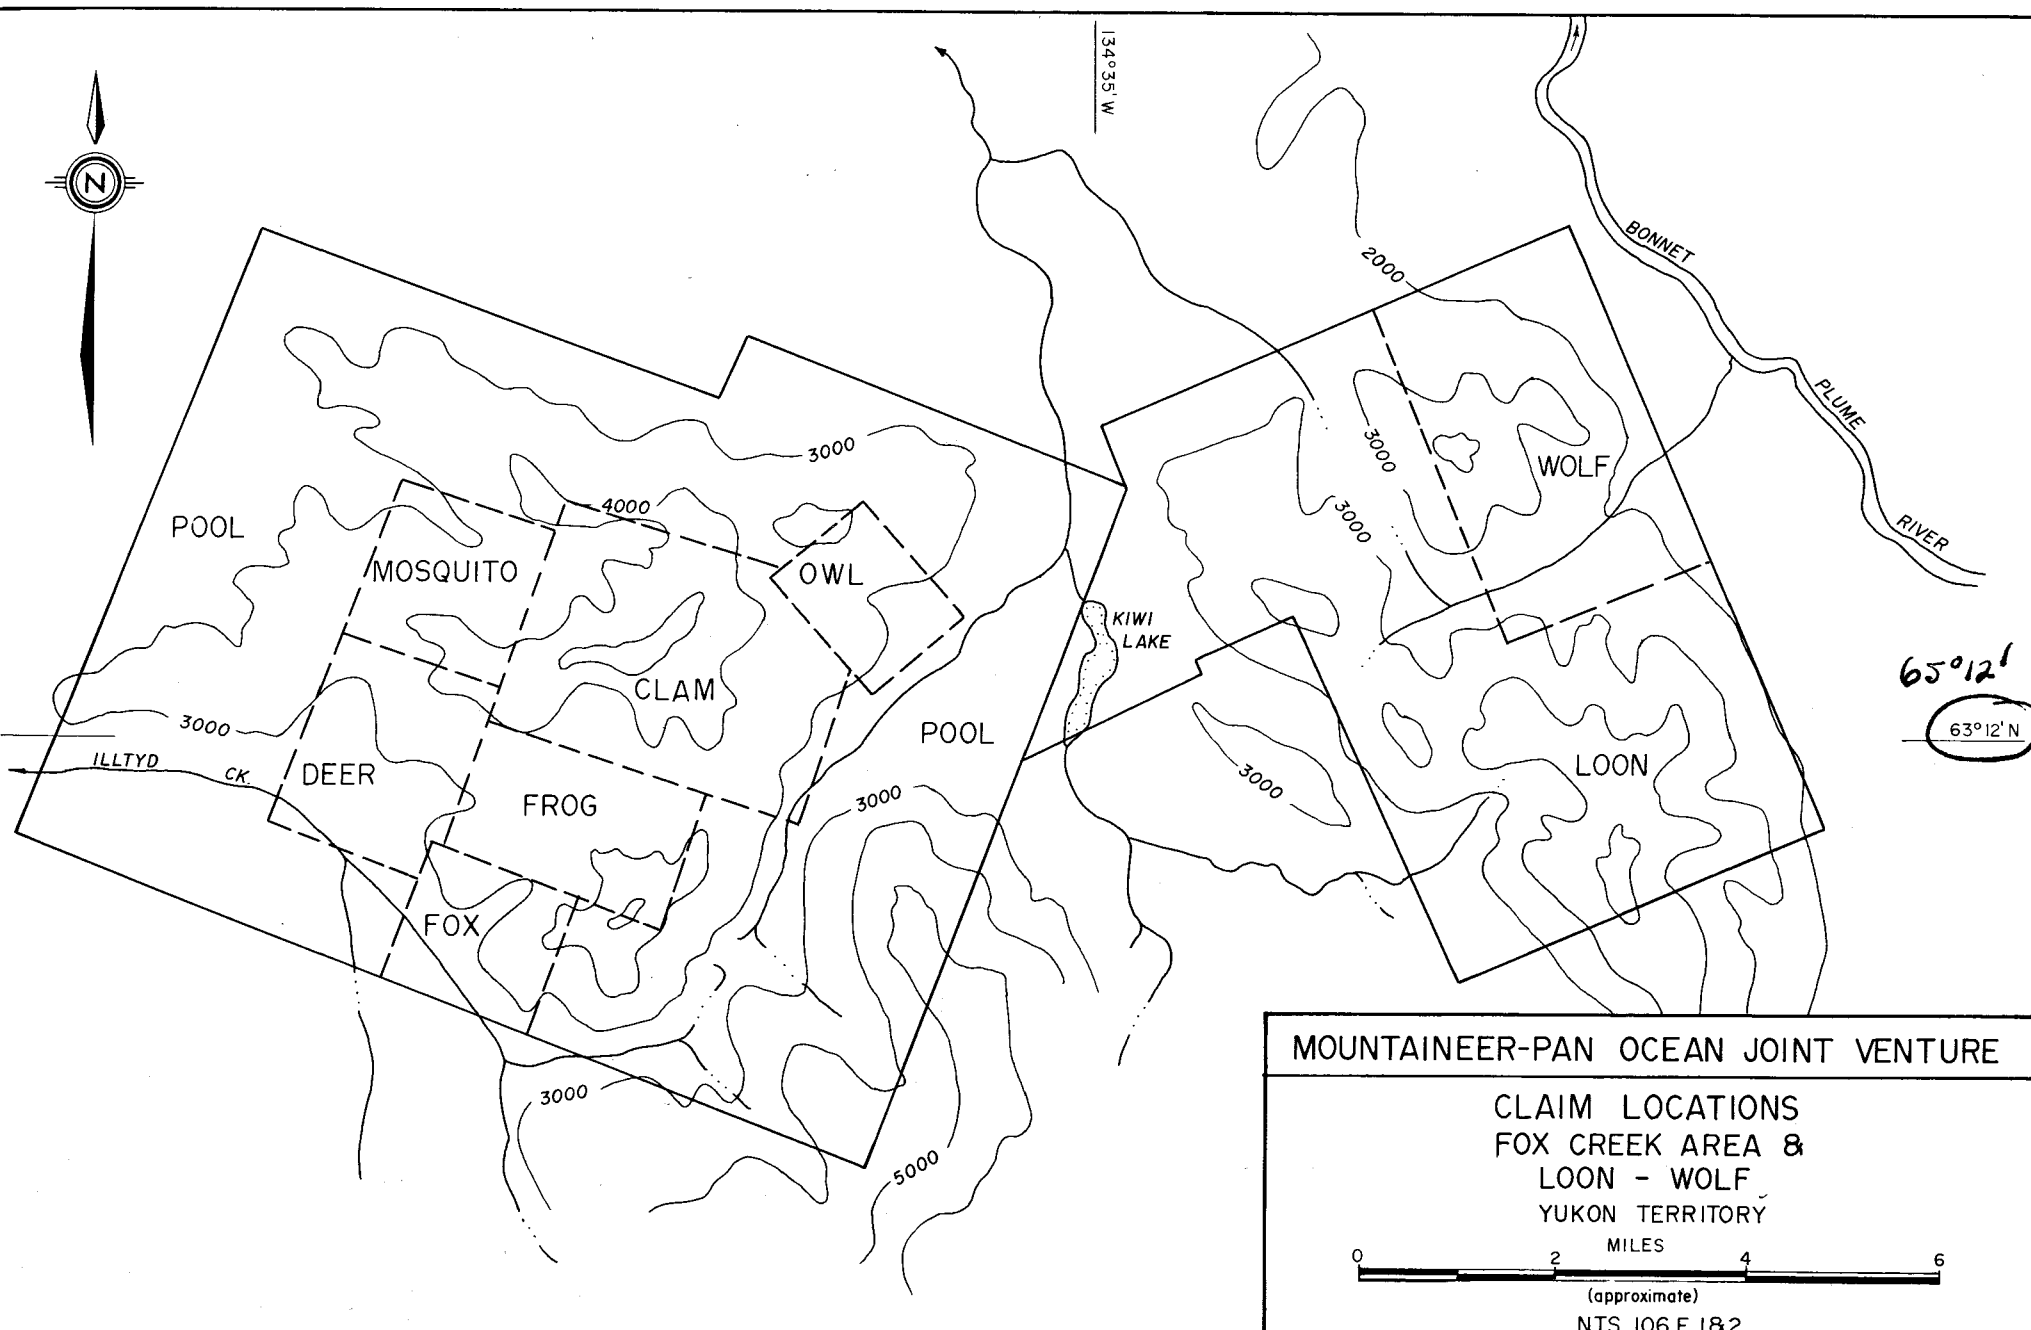 134°35' W
N
BONNET
2000
PLUME
3000
3000
WOLF
POOL
4000
3000
RIVER
MOSQUITO
OWL
KIWI
LAKE
65°12'
CLAM
3000
POOL
63°12' N
ILLTYD CK.
DEER
LOON
3000
FROG
3000
FOX
3000
5000
MOUNTAINEER-PAN OCEAN JOINT VENTURE
CLAIM LOCATIONS
FOX CREEK AREA &
LOON - WOLF
YUKON TERRITORY
MILES
0 2 4 6
(approximate)
NTS 106 E 1&2